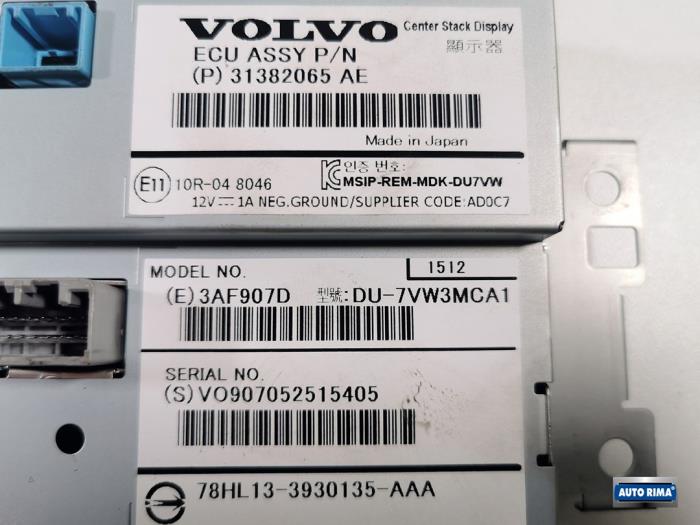 VOLVO Center Stack Display
ECU ASSY P/N 顯示器
(P) 31382065 AE
Made in Japan
E11 10R-04 8046 인증 번호:
MSIP-REM-MDK-DU7VW
12V⎓1A NEG.GROUND/SUPPLIER CODE:AD0C7
MODEL NO. 1512
(E)3AF907D 型號:DU-7VW3MCA1
SERIAL NO.
(S)VO907052515405
78HL13-3930135-AAA
AUTO RIMA